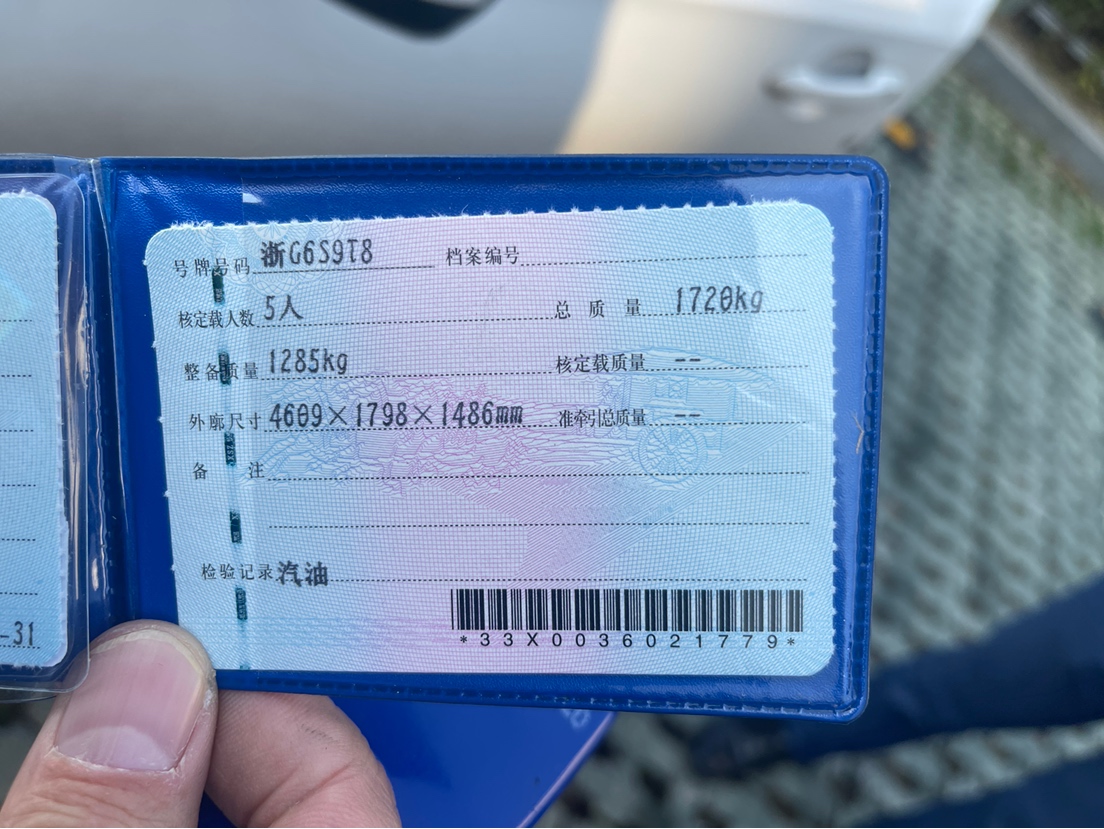 号牌号码 浙G6S9T8 档案编号
核定载人数 5人 总质量 1720kg
整备质量 1285kg 核定载质量 --
外廓尺寸 4609×1798×1486mm 准牵引总质量 --
备注
检验记录 汽油
*33X0036021779*
-31